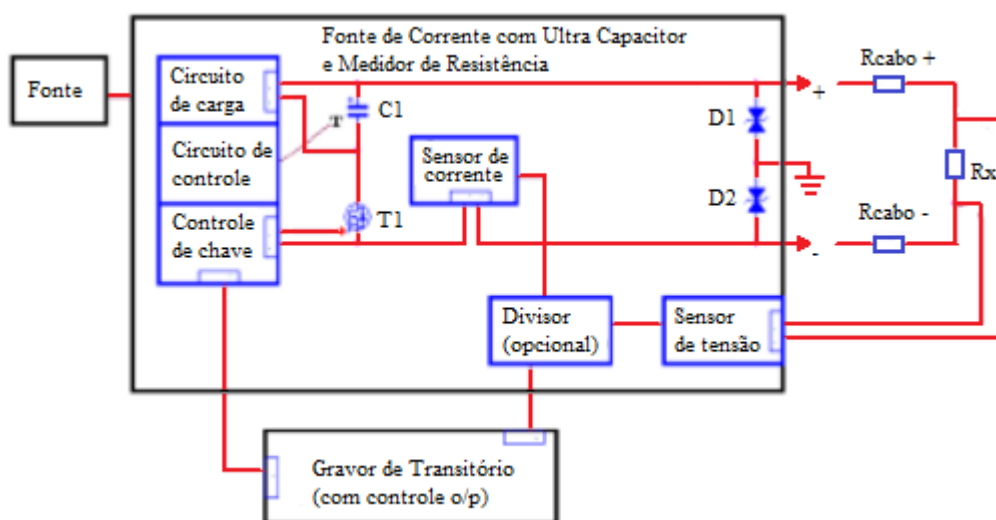 Fonte de Corrente com Ultra Capacitor
e Medidor de Resistência
Fonte
Circuito
de carga
Circuito de
controle
Controle
de chave
T
C1
T1
Sensor de
corrente
D1
D2
+
-
Rcabo +
Rx
Rcabo -
Divisor
(opcional)
Sensor
de tensão
Gravor de Transitório
(com controle o/p)